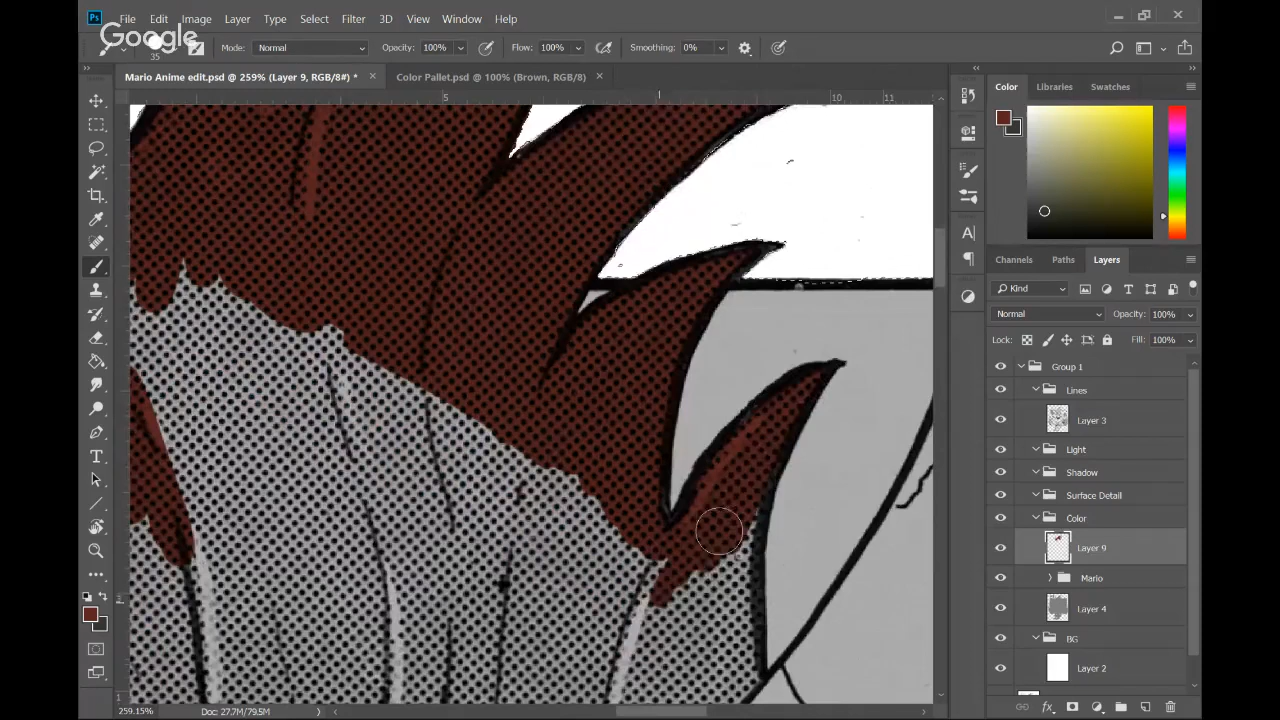 File Edit Image Layer Type Select Filter 3D View Window Help
Google
35
Mode: Normal Opacity: 100% Flow: 100% Smoothing: 0%
Mario Anime edit.psd @ 259% (Layer 9, RGB/8#) *
Color Pallet.psd @ 100% (Brown, RGB/8)
5 10 11
Color Libraries Swatches
Channels Paths Layers
Kind
Normal Opacity: 100%
Lock: Fill: 100%
Group 1
Lines
Layer 3
Light
Shadow
Surface Detail
Color
Layer 9
Mario
Layer 4
BG
Layer 2
259.15% Doc: 27.7M/79.5M